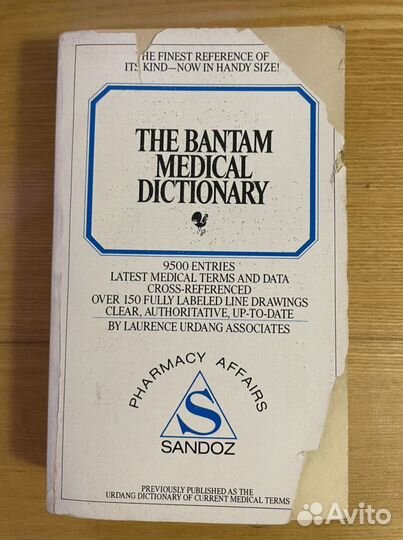 THE FINEST REFERENCE OF
ITS KIND—NOW IN HANDY SIZE!
THE BANTAM
MEDICAL
DICTIONARY
9500 ENTRIES
LATEST MEDICAL TERMS AND DATA
CROSS-REFERENCED
OVER 150 FULLY LABELED LINE DRAWINGS
CLEAR, AUTHORITATIVE, UP-TO-DATE
BY LAURENCE URDANG ASSOCIATES
PHARMACY AFFAIRS
S
SANDOZ
PREVIOUSLY PUBLISHED AS THE
URDANG DICTIONARY OF CURRENT MEDICAL TERMS
Avito